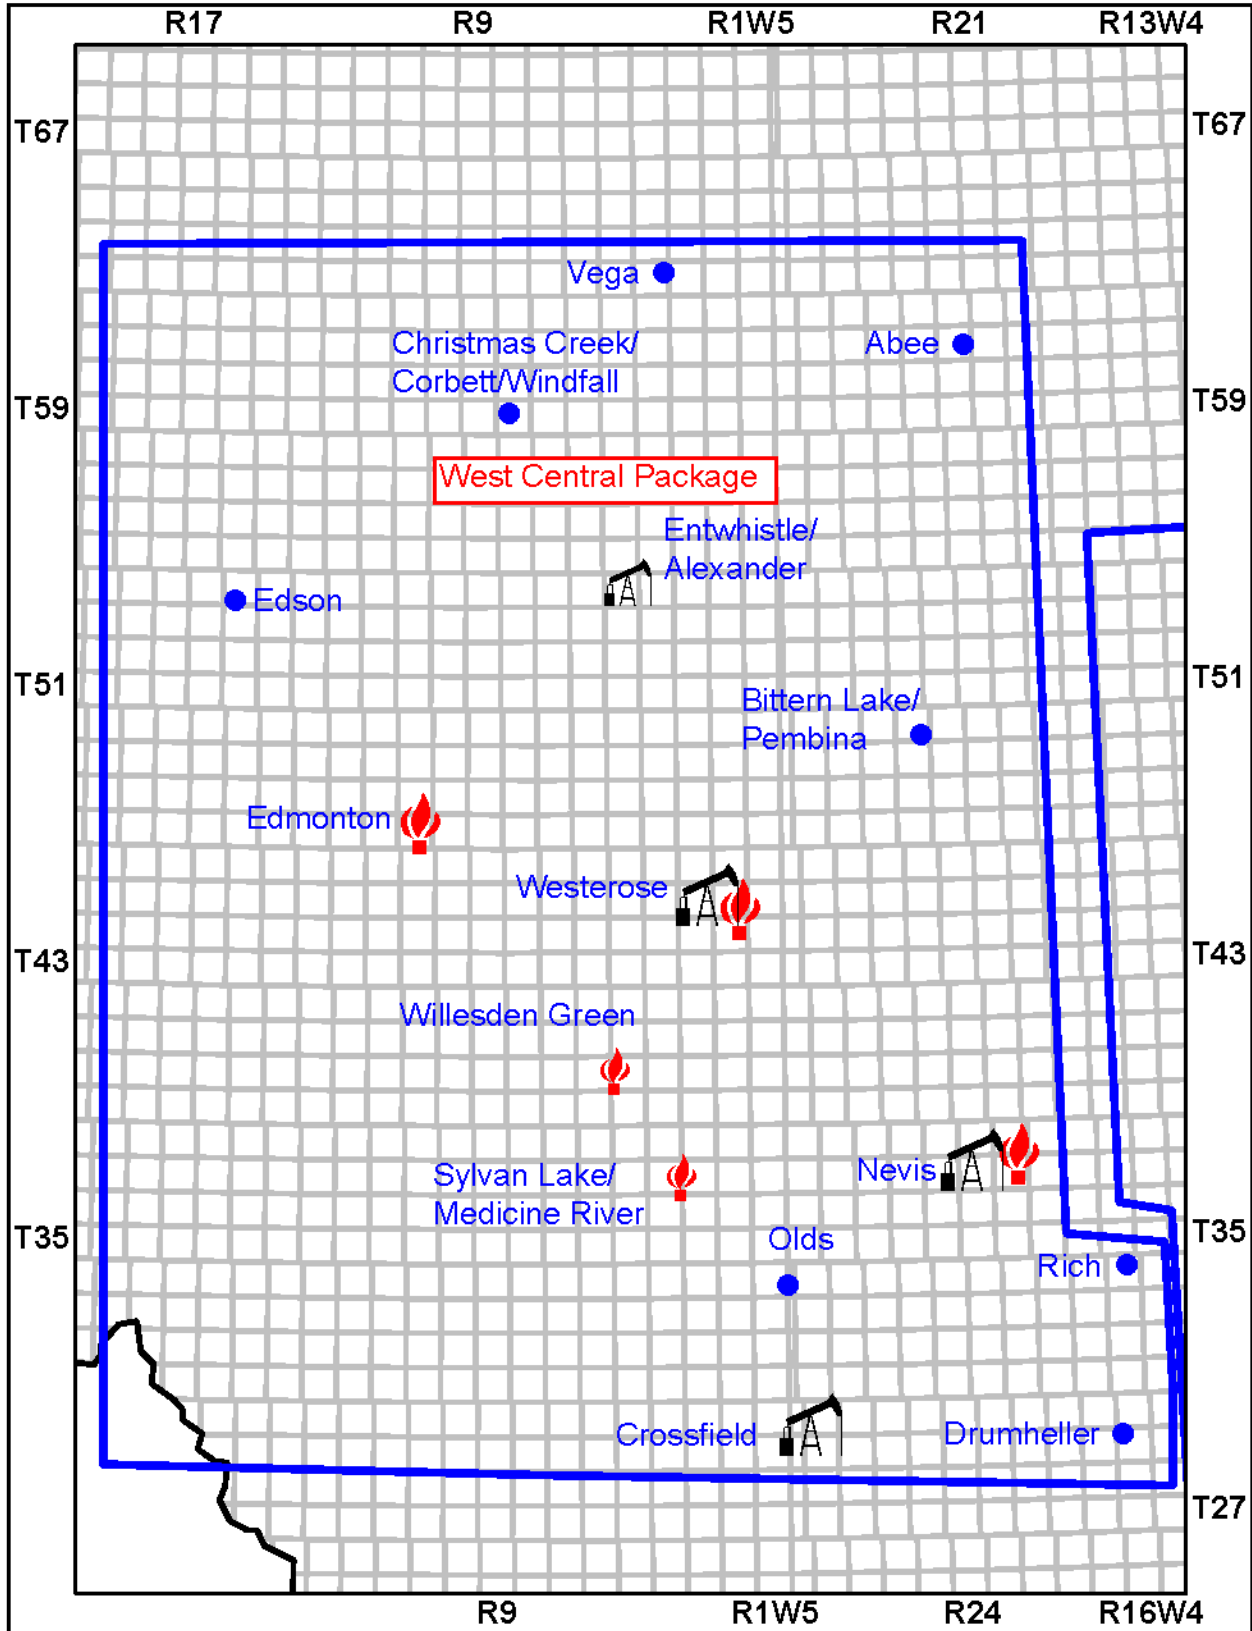 R17 R9 R1W5 R21 R13W4
T67 T67
Vega
Christmas Creek/
Corbett/Windfall
Abee
T59 T59
West Central Package
Entwhistle/
Alexander
Edson
T51 T51
Bittern Lake/
Pembina
Edmonton
Westerose
T43 T43
Willesden Green
Nevis
Sylvan Lake/
Medicine River
T35 T35
Olds
Rich
Crossfield
Drumheller
T27
R9 R1W5 R24 R16W4